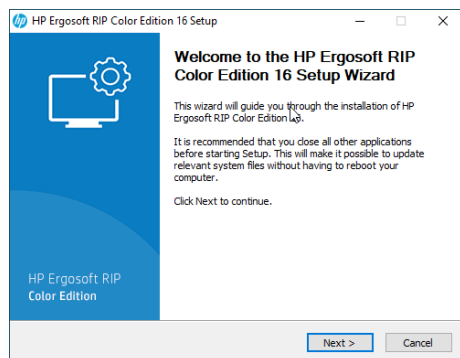 HP Ergosoft RIP Color Edition 16 Setup
Welcome to the HP Ergosoft RIP
Color Edition 16 Setup Wizard
This wizard will guide you through the installation of HP
Ergosoft RIP Color Edition
It is recommended that you close all other applications
before starting Setup. This will make it possible to update
relevant system files without having to reboot your
computer.
Click Next to continue.
HP Ergosoft RIP
Color Edition
Next >
Cancel